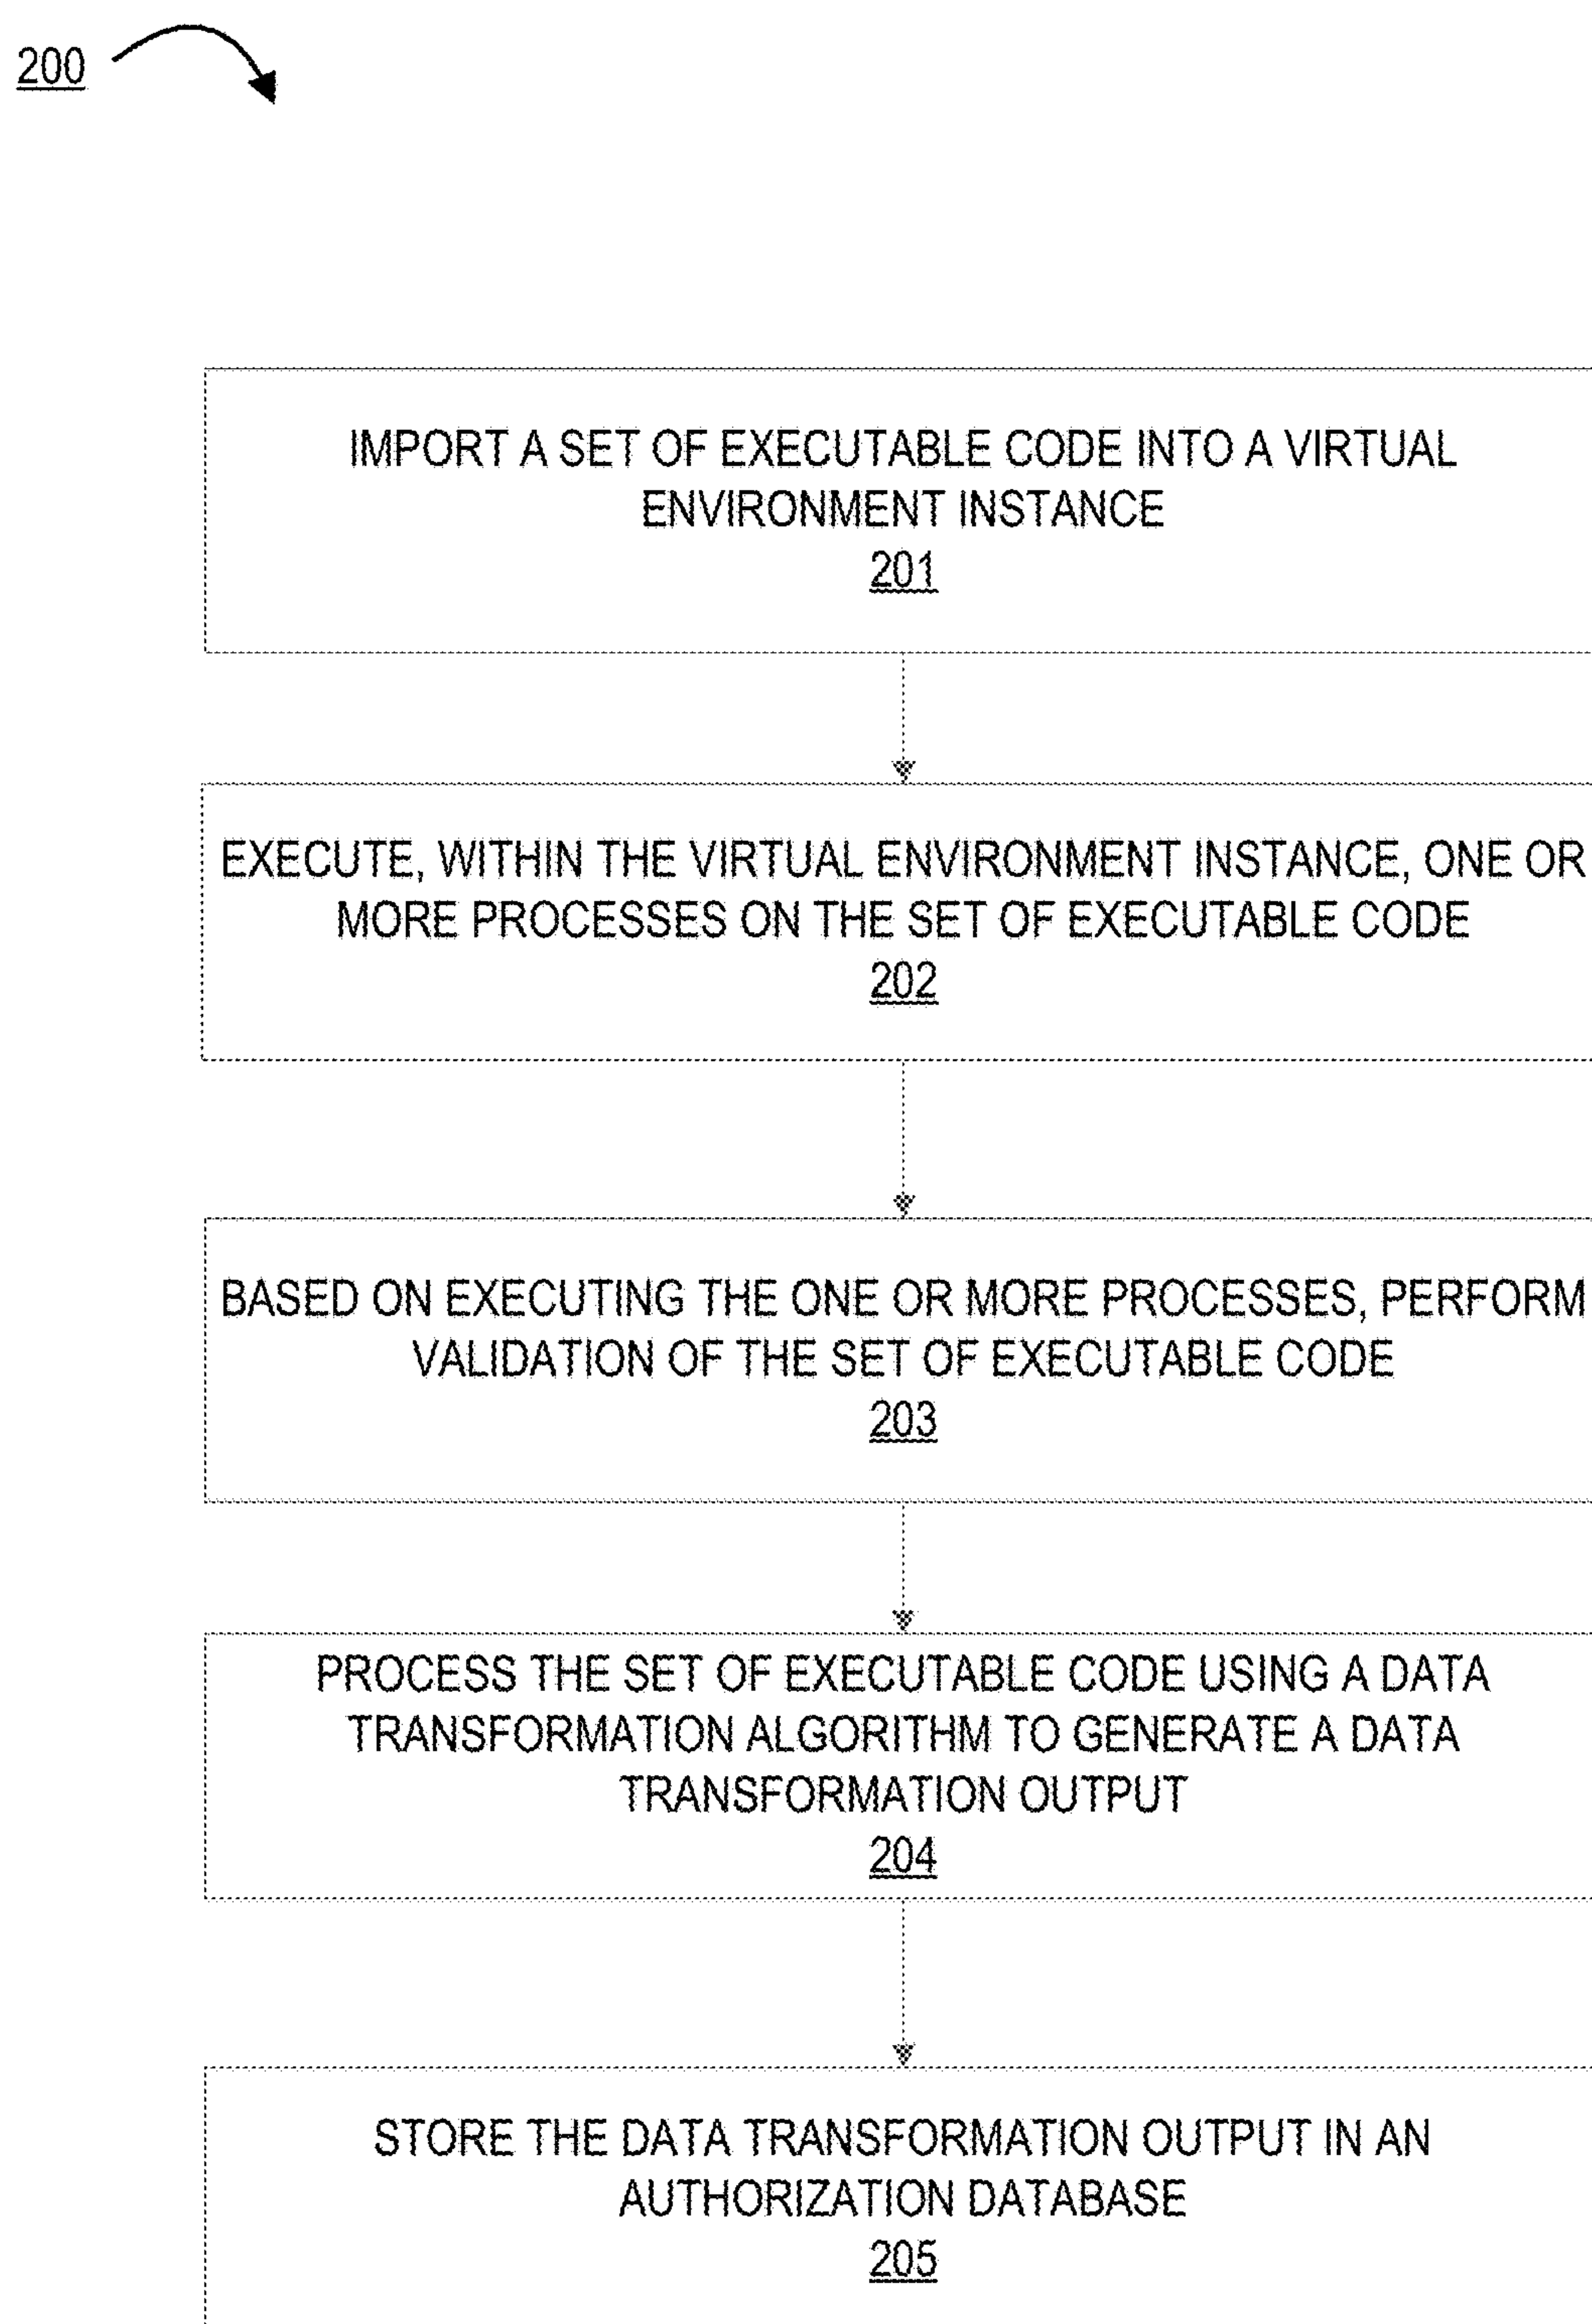 200
IMPORT A SET OF EXECUTABLE CODE INTO A VIRTUAL
ENVIRONMENT INSTANCE
201
EXECUTE, WITHIN THE VIRTUAL ENVIRONMENT INSTANCE, ONE OR
MORE PROCESSES ON THE SET OF EXECUTABLE CODE
202
BASED ON EXECUTING THE ONE OR MORE PROCESSES, PERFORM
VALIDATION OF THE SET OF EXECUTABLE CODE
203
PROCESS THE SET OF EXECUTABLE CODE USING A DATA
TRANSFORMATION ALGORITHM TO GENERATE A DATA
TRANSFORMATION OUTPUT
204
STORE THE DATA TRANSFORMATION OUTPUT IN AN
AUTHORIZATION DATABASE
205